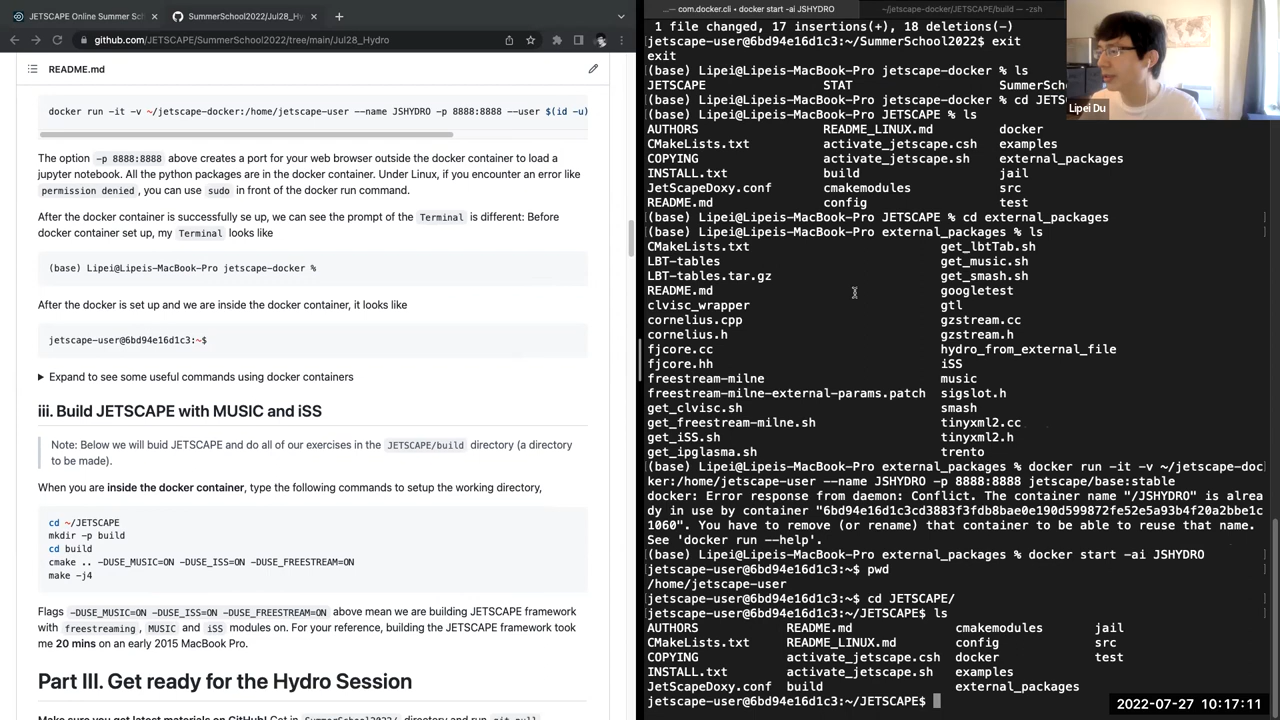 JETSCAPE Online Summer Sch
SummerSchool2022/Jul28_Hydro
github.com/JETSCAPE/SummerSchool2022/tree/main/Jul28_Hydro
README.md
docker run -it -v ~/jetscape-docker:/home/jetscape-user --name JSHYDRO -p 8888:8888 --user $(id -u)
The option -p 8888:8888 above creates a port for your web browser outside the docker container to load a
jupyter notebook. All the python packages are in the docker container. Under Linux, if you encounter an error like
permission denied, you can use sudo in front of the docker run command.
After the docker container is successfully se up, we can see the prompt of the Terminal is different: Before
docker container set up, my Terminal looks like
(base) Lipei@Lipeis-MacBook-Pro jetscape-docker %
After the docker is set up and we are inside the docker container, it looks like
jetscape-user@6bd94e16d1c3:~$
Expand to see some useful commands using docker containers
iii. Build JETSCAPE with MUSIC and iSS
Note: Below we will buid JETSCAPE and do all of our exercises in the JETSCAPE/build directory (a directory
to be made).
When you are inside the docker container, type the following commands to setup the working directory,
cd ~/JETSCAPE
mkdir -p build
cd build
cmake .. -DUSE_MUSIC=ON -DUSE_ISS=ON -DUSE_FREESTREAM=ON
make -j4
Flags -DUSE_MUSIC=ON -DUSE_ISS=ON -DUSE_FREESTREAM=ON above mean we are building JETSCAPE framework
with freestreaming, MUSIC and iSS modules on. For your reference, building the JETSCAPE framework took
me 20 mins on an early 2015 MacBook Pro.
Part III. Get ready for the Hydro Session
Make sure you get latest materials on GitHub! Get in SummerSchool2022/ directory and run git pull
... com.docker.cli • docker start -ai JSHYDRO
~/jetscape-docker/JETSCAPE/build — -zsh
1 file changed, 17 insertions(+), 18 deletions(-)
jetscape-user@6bd94e16d1c3:~/SummerSchool2022$ exit
exit
(base) Lipei@Lipeis-MacBook-Pro jetscape-docker % ls
JETSCAPE STAT SummerScho
(base) Lipei@Lipeis-MacBook-Pro jetscape-docker % cd JETS
(base) Lipei@Lipeis-MacBook-Pro JETSCAPE % ls
AUTHORS README_LINUX.md docker
CMakeLists.txt activate_jetscape.csh examples
COPYING activate_jetscape.sh external_packages
INSTALL.txt build jail
JetScapeDoxy.conf cmakemodules src
README.md config test
(base) Lipei@Lipeis-MacBook-Pro JETSCAPE % cd external_packages
(base) Lipei@Lipeis-MacBook-Pro external_packages % ls
CMakeLists.txt get_lbtTab.sh
LBT-tables get_music.sh
LBT-tables.tar.gz get_smash.sh
README.md googletest
clvisc_wrapper gtl
cornelius.cpp gzstream.cc
cornelius.h gzstream.h
fjcore.cc hydro_from_external_file
fjcore.hh iSS
freestream-milne music
freestream-milne-external-params.patch sigslot.h
get_clvisc.sh smash
get_freestream-milne.sh tinyxml2.cc
get_iSS.sh tinyxml2.h
get_ipglasma.sh trento
(base) Lipei@Lipeis-MacBook-Pro external_packages % docker run -it -v ~/jetscape-doc
ker:/home/jetscape-user --name JSHYDRO -p 8888:8888 jetscape/base:stable
docker: Error response from daemon: Conflict. The container name "/JSHYDRO" is alrea
dy in use by container "6bd94e16d1c3cd3883f3fdb8bae0e190d599872fe52e5a93b4f20a2bbe1c
1060". You have to remove (or rename) that container to be able to reuse that name.
See 'docker run --help'.
(base) Lipei@Lipeis-MacBook-Pro external_packages % docker start -ai JSHYDRO
jetscape-user@6bd94e16d1c3:~$ pwd
/home/jetscape-user
jetscape-user@6bd94e16d1c3:~$ cd JETSCAPE/
jetscape-user@6bd94e16d1c3:~/JETSCAPE$ ls
AUTHORS README.md cmakemodules jail
CMakeLists.txt README_LINUX.md config src
COPYING activate_jetscape.csh docker test
INSTALL.txt activate_jetscape.sh examples
JetScapeDoxy.conf build external_packages
jetscape-user@6bd94e16d1c3:~/JETSCAPE$
Lipei Du
2022-07-27 10:17:11